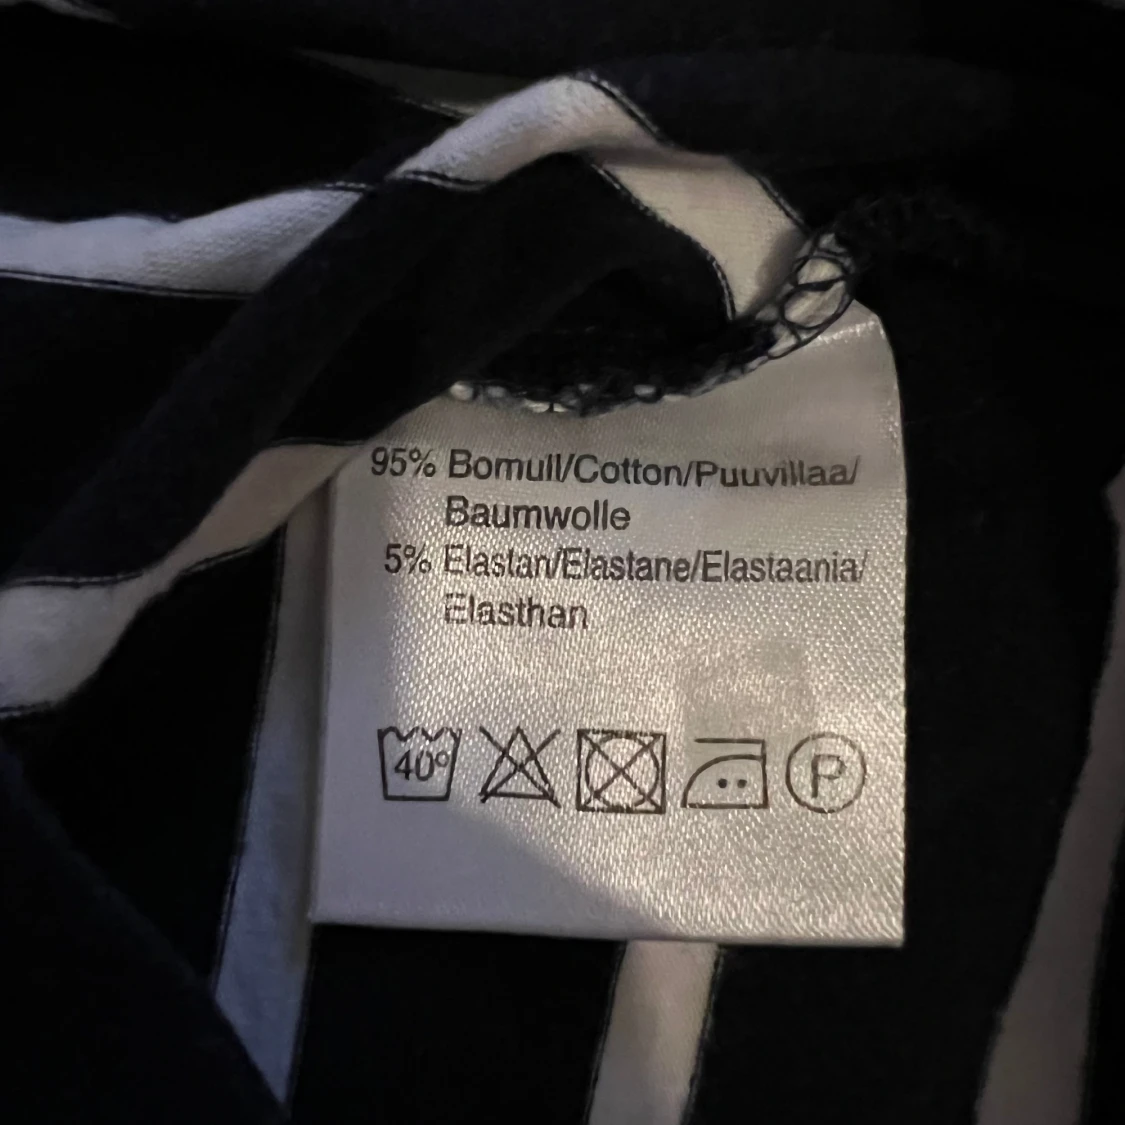 95% Bomull/Cotton/Puuvillaa/
Baumwolle
5% Elastan/Elastane/Elastaania/
Elasthan
40°
P